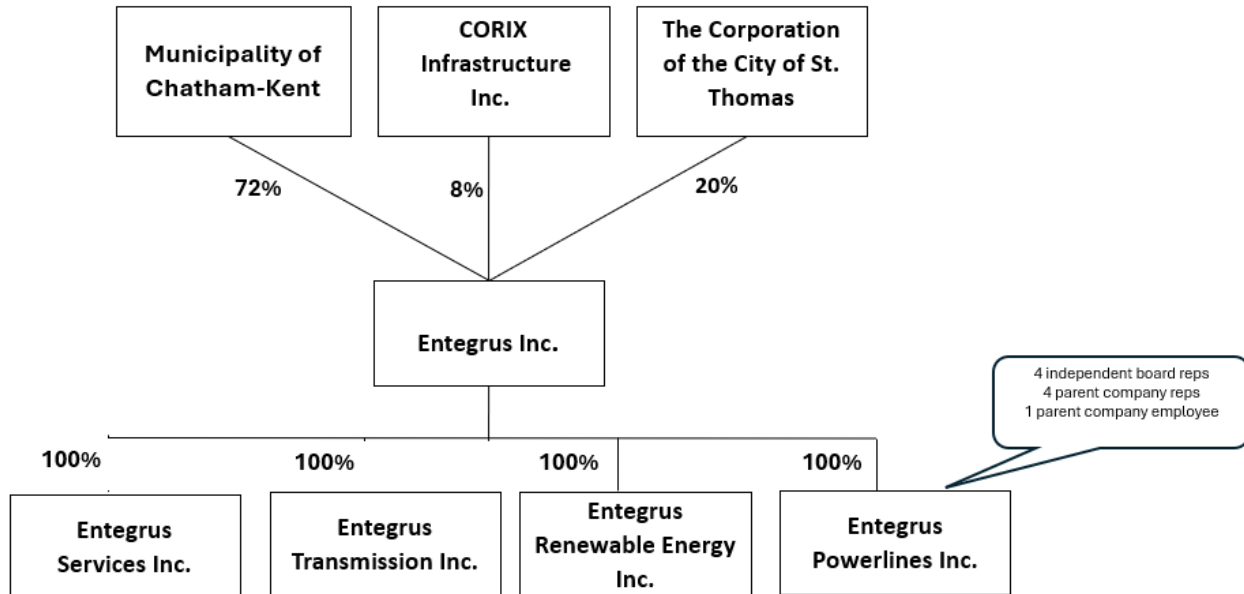 Municipality of
Chatham-Kent
CORIX
Infrastructure
Inc.
The Corporation
of the City of St.
Thomas
72%
8%
20%
Entegrus Inc.
4 independent board reps
4 parent company reps
1 parent company employee
100%
100%
100%
100%
Entegrus
Services Inc.
Entegrus
Transmission Inc.
Entegrus
Renewable Energy
Inc.
Entegrus
Powerlines Inc.